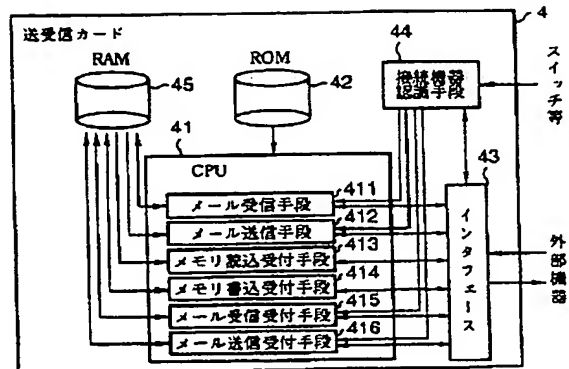 送受信カード
4
RAM
45
ROM
42
44
接続機器
認識手段
スイッチ等
41
CPU
43
411
メール受信手段
412
メール送信手段
413
メモリ読込受付手段
414
メモリ書込受付手段
415
メール受信受付手段
416
メール送信受付手段
インタフェース
外部機器